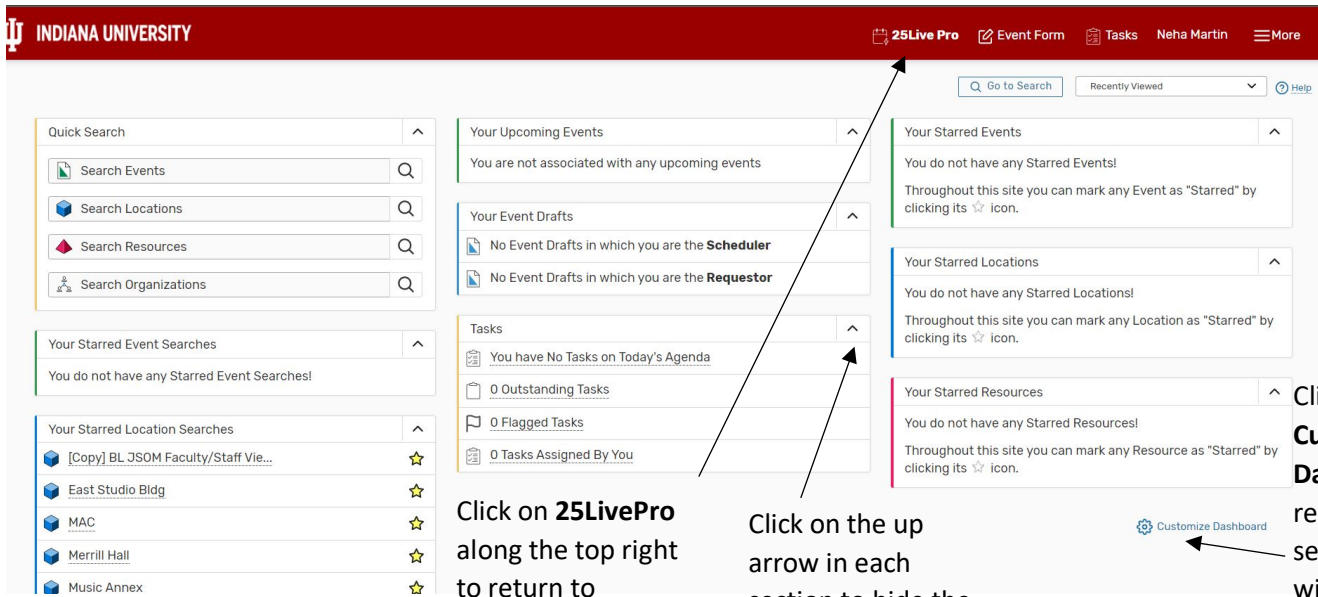 INDIANA UNIVERSITY
25Live Pro Event Form Tasks Neha Martin More
Go to Search Recently Viewed Help
Quick Search
Search Events
Search Locations
Search Resources
Search Organizations
Your Starred Event Searches
You do not have any Starred Event Searches!
Your Starred Location Searches
[Copy] BL JSOM Faculty/Staff Vie...
East Studio Bldg
MAC
Merrill Hall
Music Annex
Your Upcoming Events
You are not associated with any upcoming events
Your Event Drafts
No Event Drafts in which you are the Scheduler
No Event Drafts in which you are the Requestor
Tasks
You have No Tasks on Today's Agenda
0 Outstanding Tasks
0 Flagged Tasks
0 Tasks Assigned By You
Click on 25LivePro
along the top right
to return to
Click on the up
arrow in each
section to hide the
Your Starred Events
You do not have any Starred Events!
Throughout this site you can mark any Event as "Starred" by
clicking its ☆ icon.
Your Starred Locations
You do not have any Starred Locations!
Throughout this site you can mark any Location as "Starred" by
clicking its ☆ icon.
Your Starred Resources
You do not have any Starred Resources!
Throughout this site you can mark any Resource as "Starred" by
clicking its ☆ icon.
Customize Dashboard